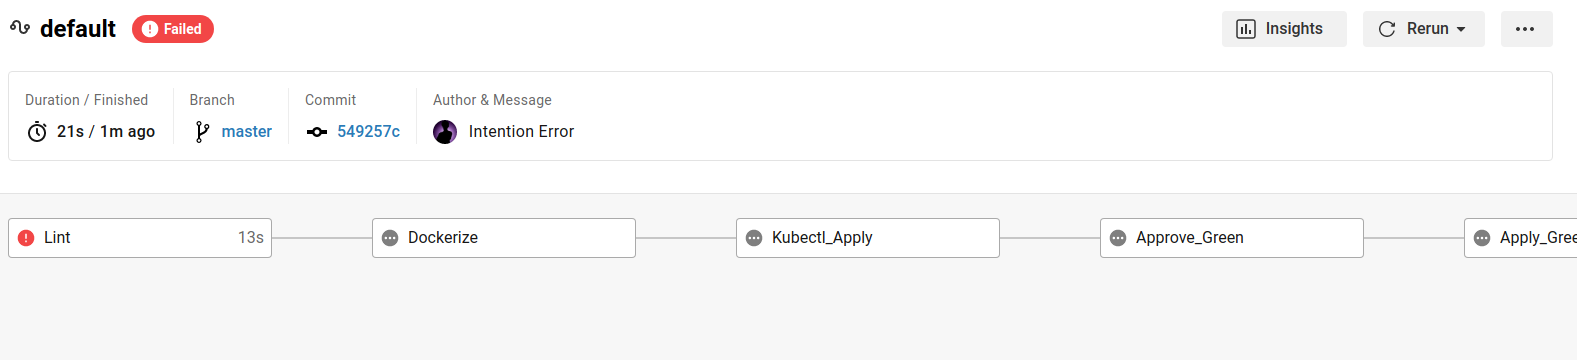 default Failed Insights Rerun
Duration / Finished Branch Commit Author & Message
21s / 1m ago master 549257c Intention Error
Lint 13s Dockerize Kubectl_Apply Approve_Green Apply_Gree